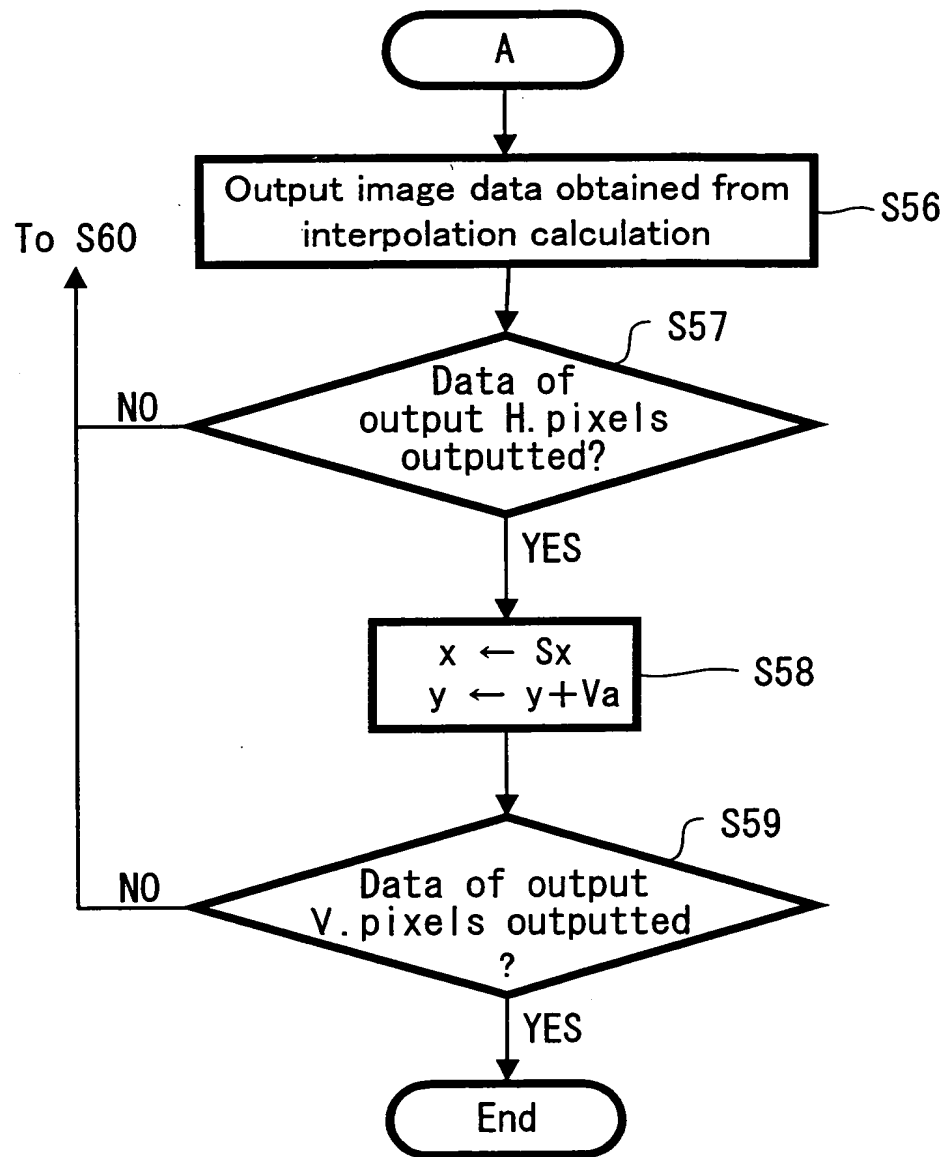 A
Output image data obtained from
interpolation calculation
S56
To S60
S57
Data of
output H.pixels
outputted?
NO
YES
x ← Sx
y ← y+Va
S58
S59
Data of output
V.pixels outputted
?
NO
YES
End